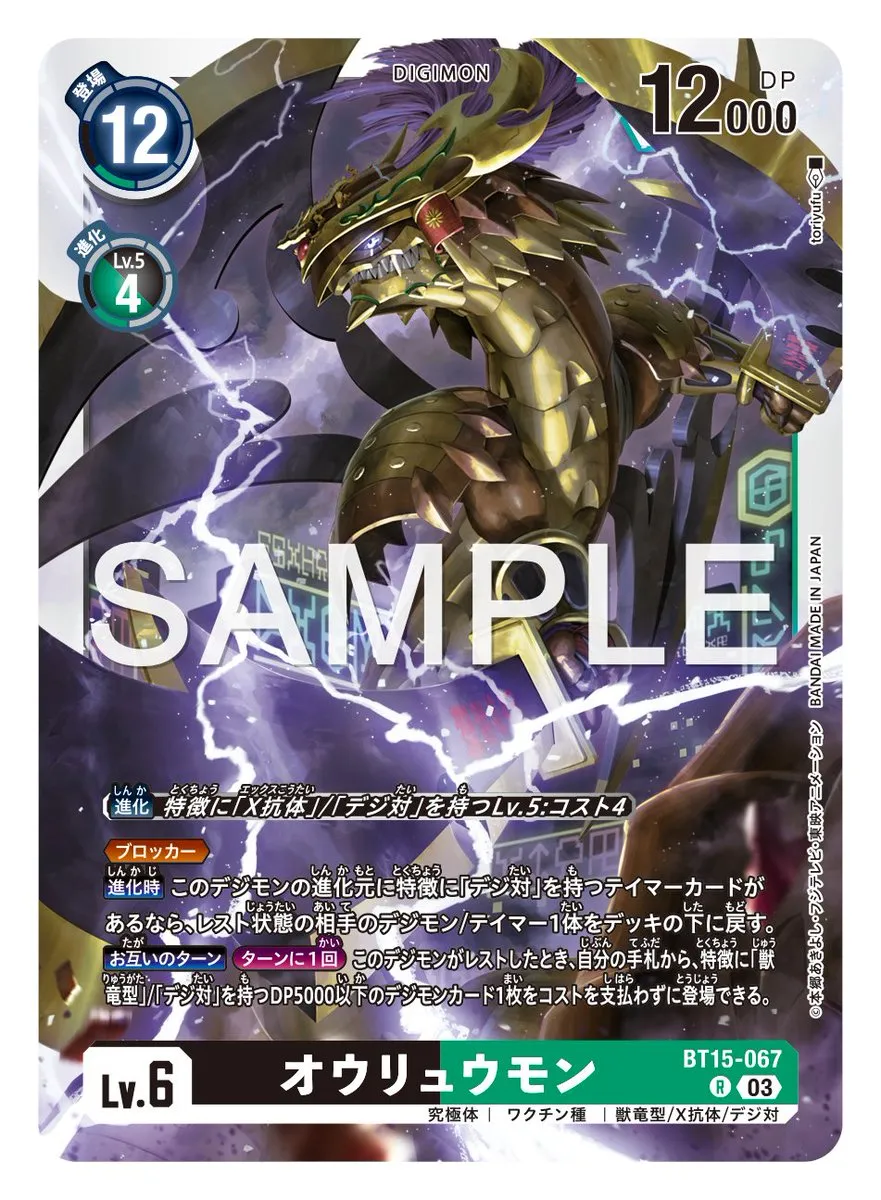 DIGIMON
登場
12
DP
12000
進化
Lv.5
4
toriyufu
SAMPLE
BANDAI MADE IN JAPAN
©本郷あきよし・フジテレビ・東映アニメーション
進化 特徴に「X抗体」/「デジ対」を持つLv.5:コスト4
ブロッカー
進化時 このデジモンの進化元に特徴に「デジ対」を持つテイマーカードが
あるなら、レスト状態の相手のデジモン/テイマー1体をデッキの下に戻す。
お互いのターン ターンに1回 このデジモンがレストしたとき、自分の手札から、特徴に「獣
竜型」/「デジ対」を持つDP5000以下のデジモンカード1枚をコストを支払わずに登場できる。
Lv.6
オウリュウモン
BT15-067
R 03
究極体 | ワクチン種 | 獣竜型/X抗体/デジ対